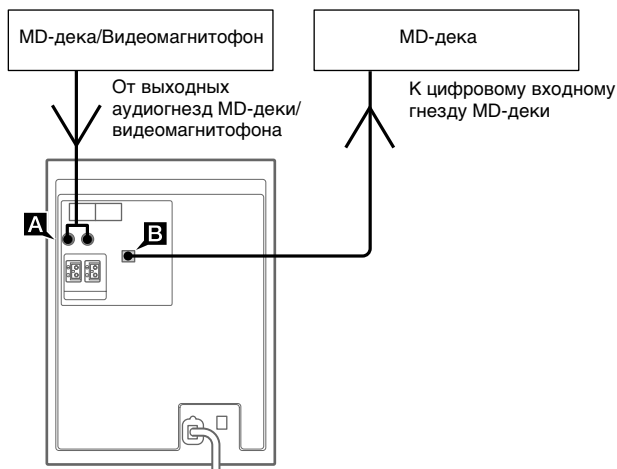 MD-дека/Видеомагнитофон
MD-дека
От выходных
аудиогнезд MD-деки/
видеомагнитофона
К цифровому входному
гнезду MD-деки
A
B